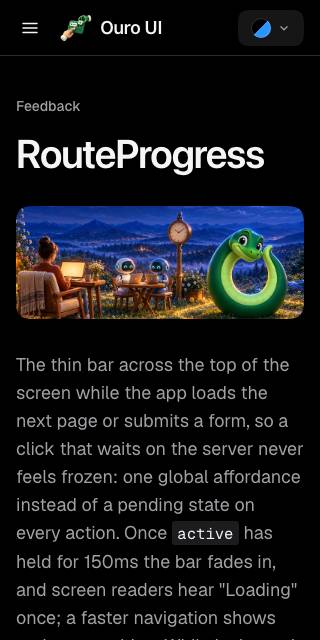 Ouro UI
Feedback
RouteProgress
The thin bar across the top of the
screen while the app loads the
next page or submits a form, so a
click that waits on the server never
feels frozen: one global affordance
instead of a pending state on
every action. Once active has
held for 150ms the bar fades in,
and screen readers hear "Loading"
once; a faster navigation shows